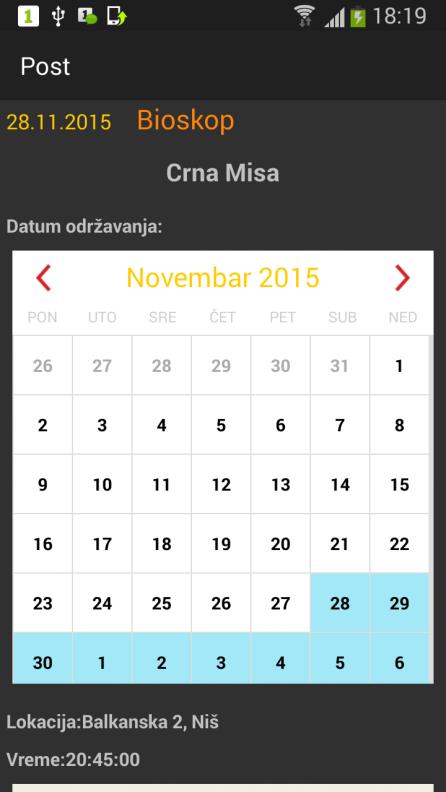 1
18:19
Post
28.11.2015 Bioskop
Crna Misa
Datum održavanja:
Novembar 2015
PON UTO SRE ČET PET SUB NED
26 27 28 29 30 31 1
2 3 4 5 6 7 8
9 10 11 12 13 14 15
16 17 18 19 20 21 22
23 24 25 26 27 28 29
30 1 2 3 4 5 6
Lokacija:Balkanska 2, Niš
Vreme:20:45:00